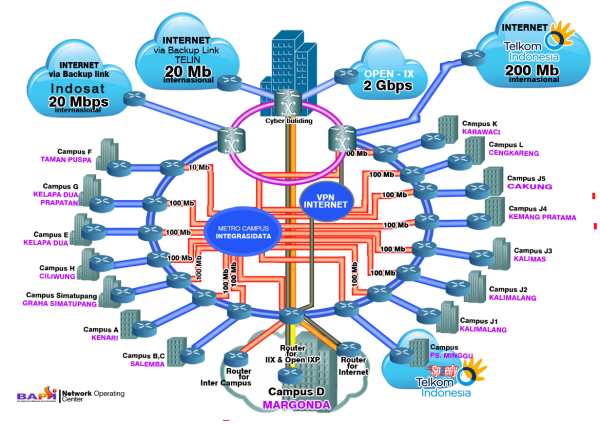 INTERNET
via Backup link
Indosat
20 Mbps
internasional
INTERNET
via Backup Link
TELIN
20 Mb
internasional
OPEN - IX
2 Gbps
INTERNET
Telkom
Indonesia
200 Mb
internasional
Cyber buliding
Campus F
TAMAN PUSPA
Campus G
KELAPA DUA
PRAPATAN
Campus E
KELAPA DUA
Campus H
CILIWUNG
Campus Simatupang
GRAHA SIMATUPANG
Campus A
KENARI
Campus B,C
SALEMBA
Campus K
KARAWACI
Campus L
CENGKARENG
Campus J5
CAKUNG
Campus J4
KEMANG PRATAMA
Campus J3
KALIMAS
Campus J2
KALIMALANG
Campus J1
KALIMALANG
Campus
PS. MINGGU
Speedy
Telkom
Indonesia
10 Mb
100 Mb
100 Mb
100 Mb
100 Mb
100 Mb
100 Mb
100 Mb
100 Mb
100 Mb
100 Mb
100 Mb
100 Mb
100 Mb
VPN
INTERNET
METRO CAMPUS
INTEGRASIDATA
Router
for
Inter Campus
Router
for
IIX & Open IXP
Router
for
Internet
Campus D
MARGONDA
Network Operating
Center